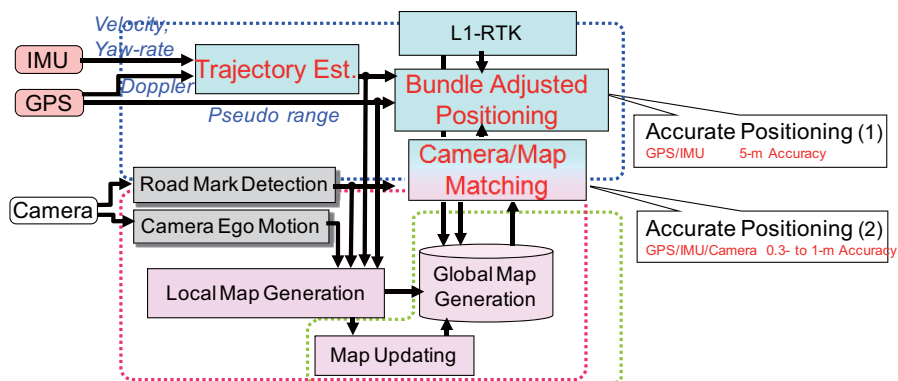 Velocity,
Yaw-rate
L1-RTK
IMU
Trajectory Est.
Doppler
GPS
Bundle Adjusted
Positioning
Pseudo range
Accurate Positioning (1)
GPS/IMU 5-m Accuracy
Camera/Map
Matching
Road Mark Detection
Camera
Camera Ego Motion
Accurate Positioning (2)
GPS/IMU/Camera 0.3- to 1-m Accuracy
Local Map Generation
Global Map
Generation
Map Updating